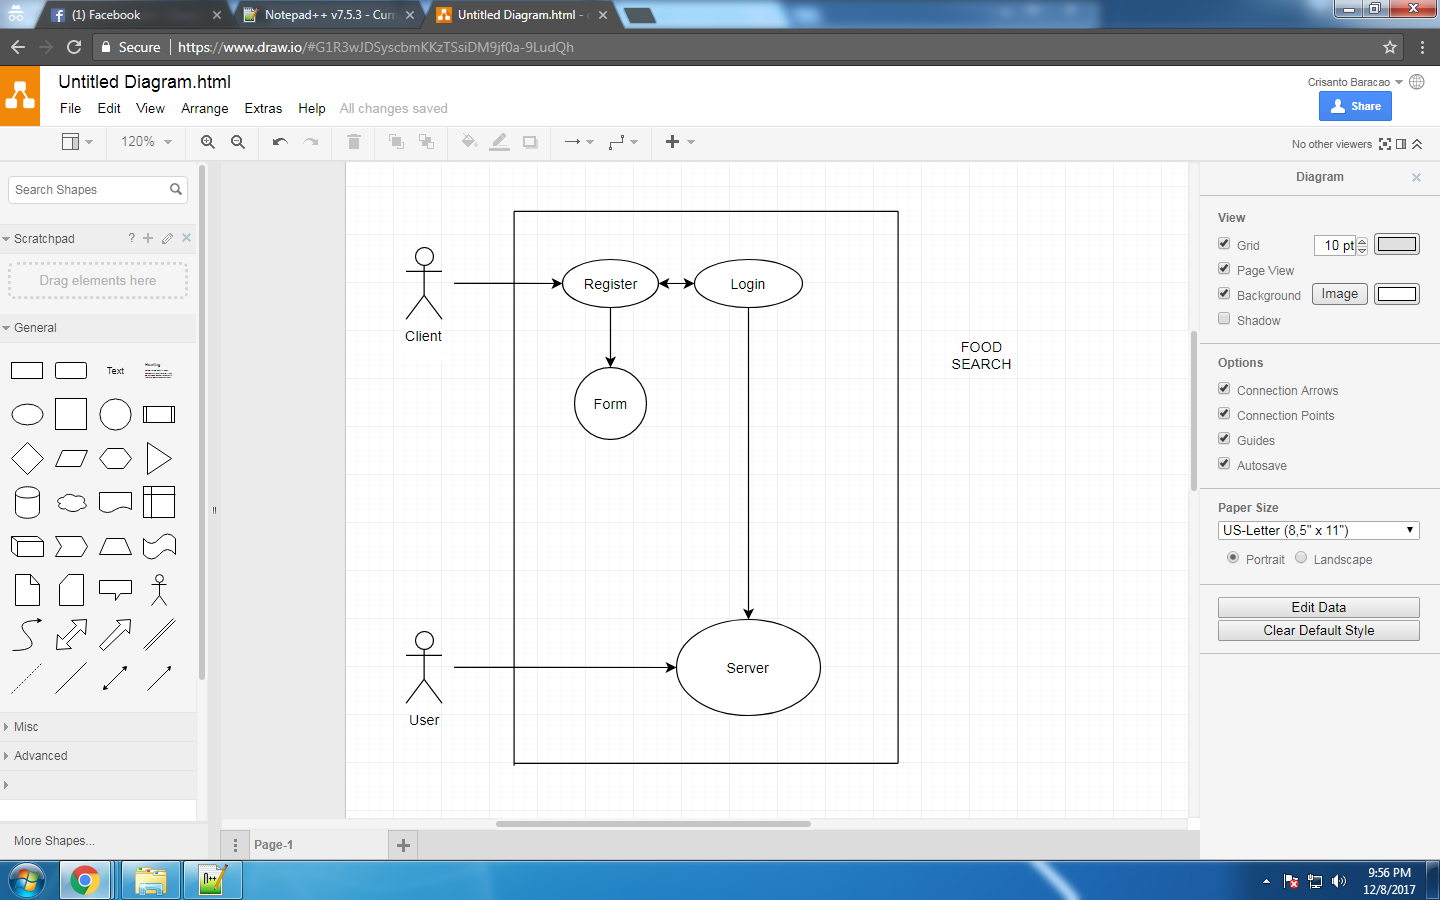 (1) Facebook
Notepad++ v7.5.3 - Curr
Untitled Diagram.html -
Secure
https://www.draw.io/#G1R3wJDSyscbmKKzTSsiDM9jf0a-9LudQh
Untitled Diagram.html
Crisanto Baracao
File Edit View Arrange Extras Help All changes saved
Share
120%
No other viewers
Search Shapes
Scratchpad
?
Drag elements here
General
Text
Heading
Misc
Advanced
More Shapes...
Client
Register
Login
Form
FOOD
SEARCH
User
Server
Page-1
Diagram
View
Grid
10 pt
Page View
Background
Image
Shadow
Options
Connection Arrows
Connection Points
Guides
Autosave
Paper Size
US-Letter (8,5" x 11")
Portrait Landscape
Edit Data
Clear Default Style
9:56 PM
12/8/2017